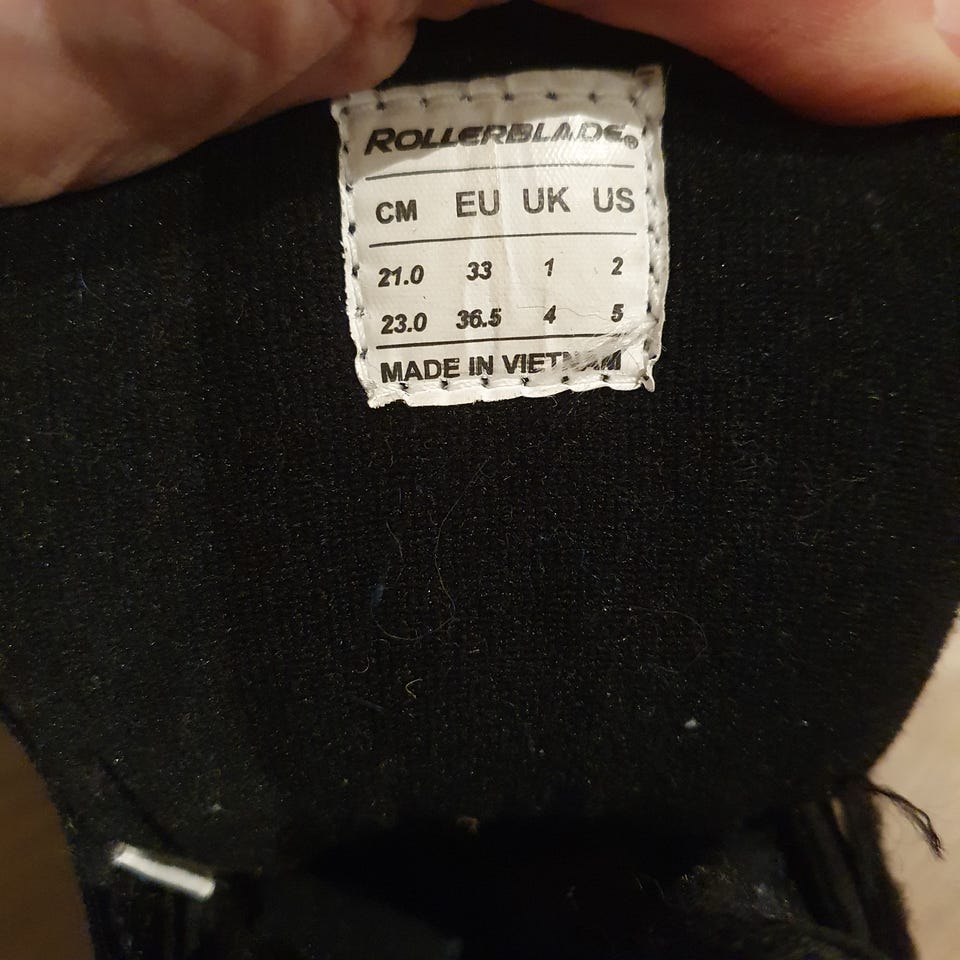 ROLLERBLADE®
CM EU UK US
21.0 33 1 2
23.0 36.5 4 5
MADE IN VIETNAM